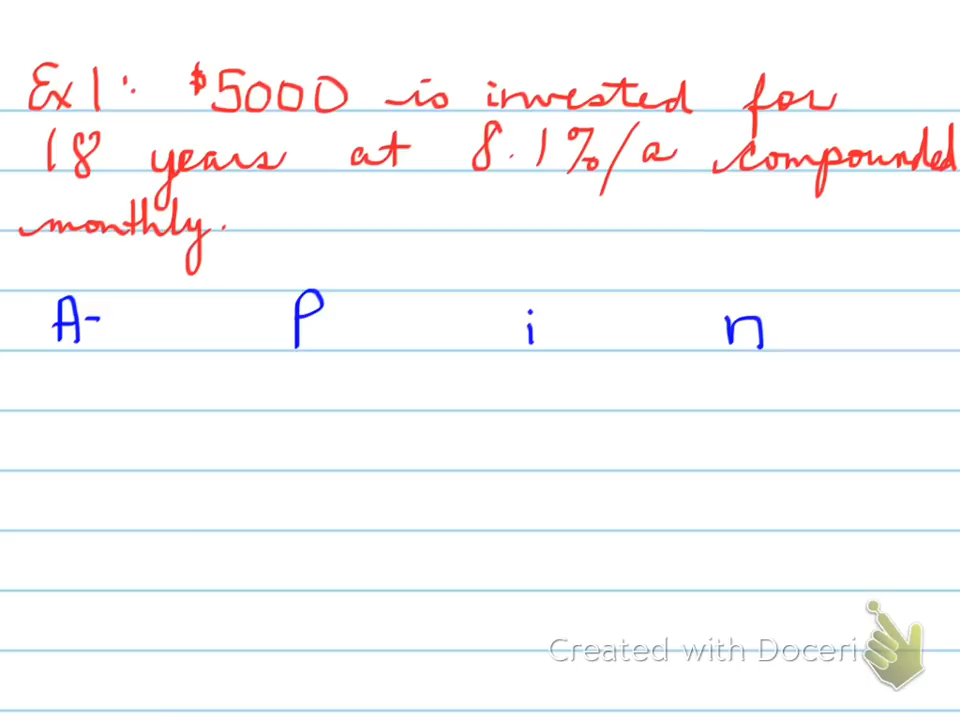 Ex 1: $5000 is invested for
18 years at 8.1%/a compounded
monthly.
A- P i n
Created with Doceri